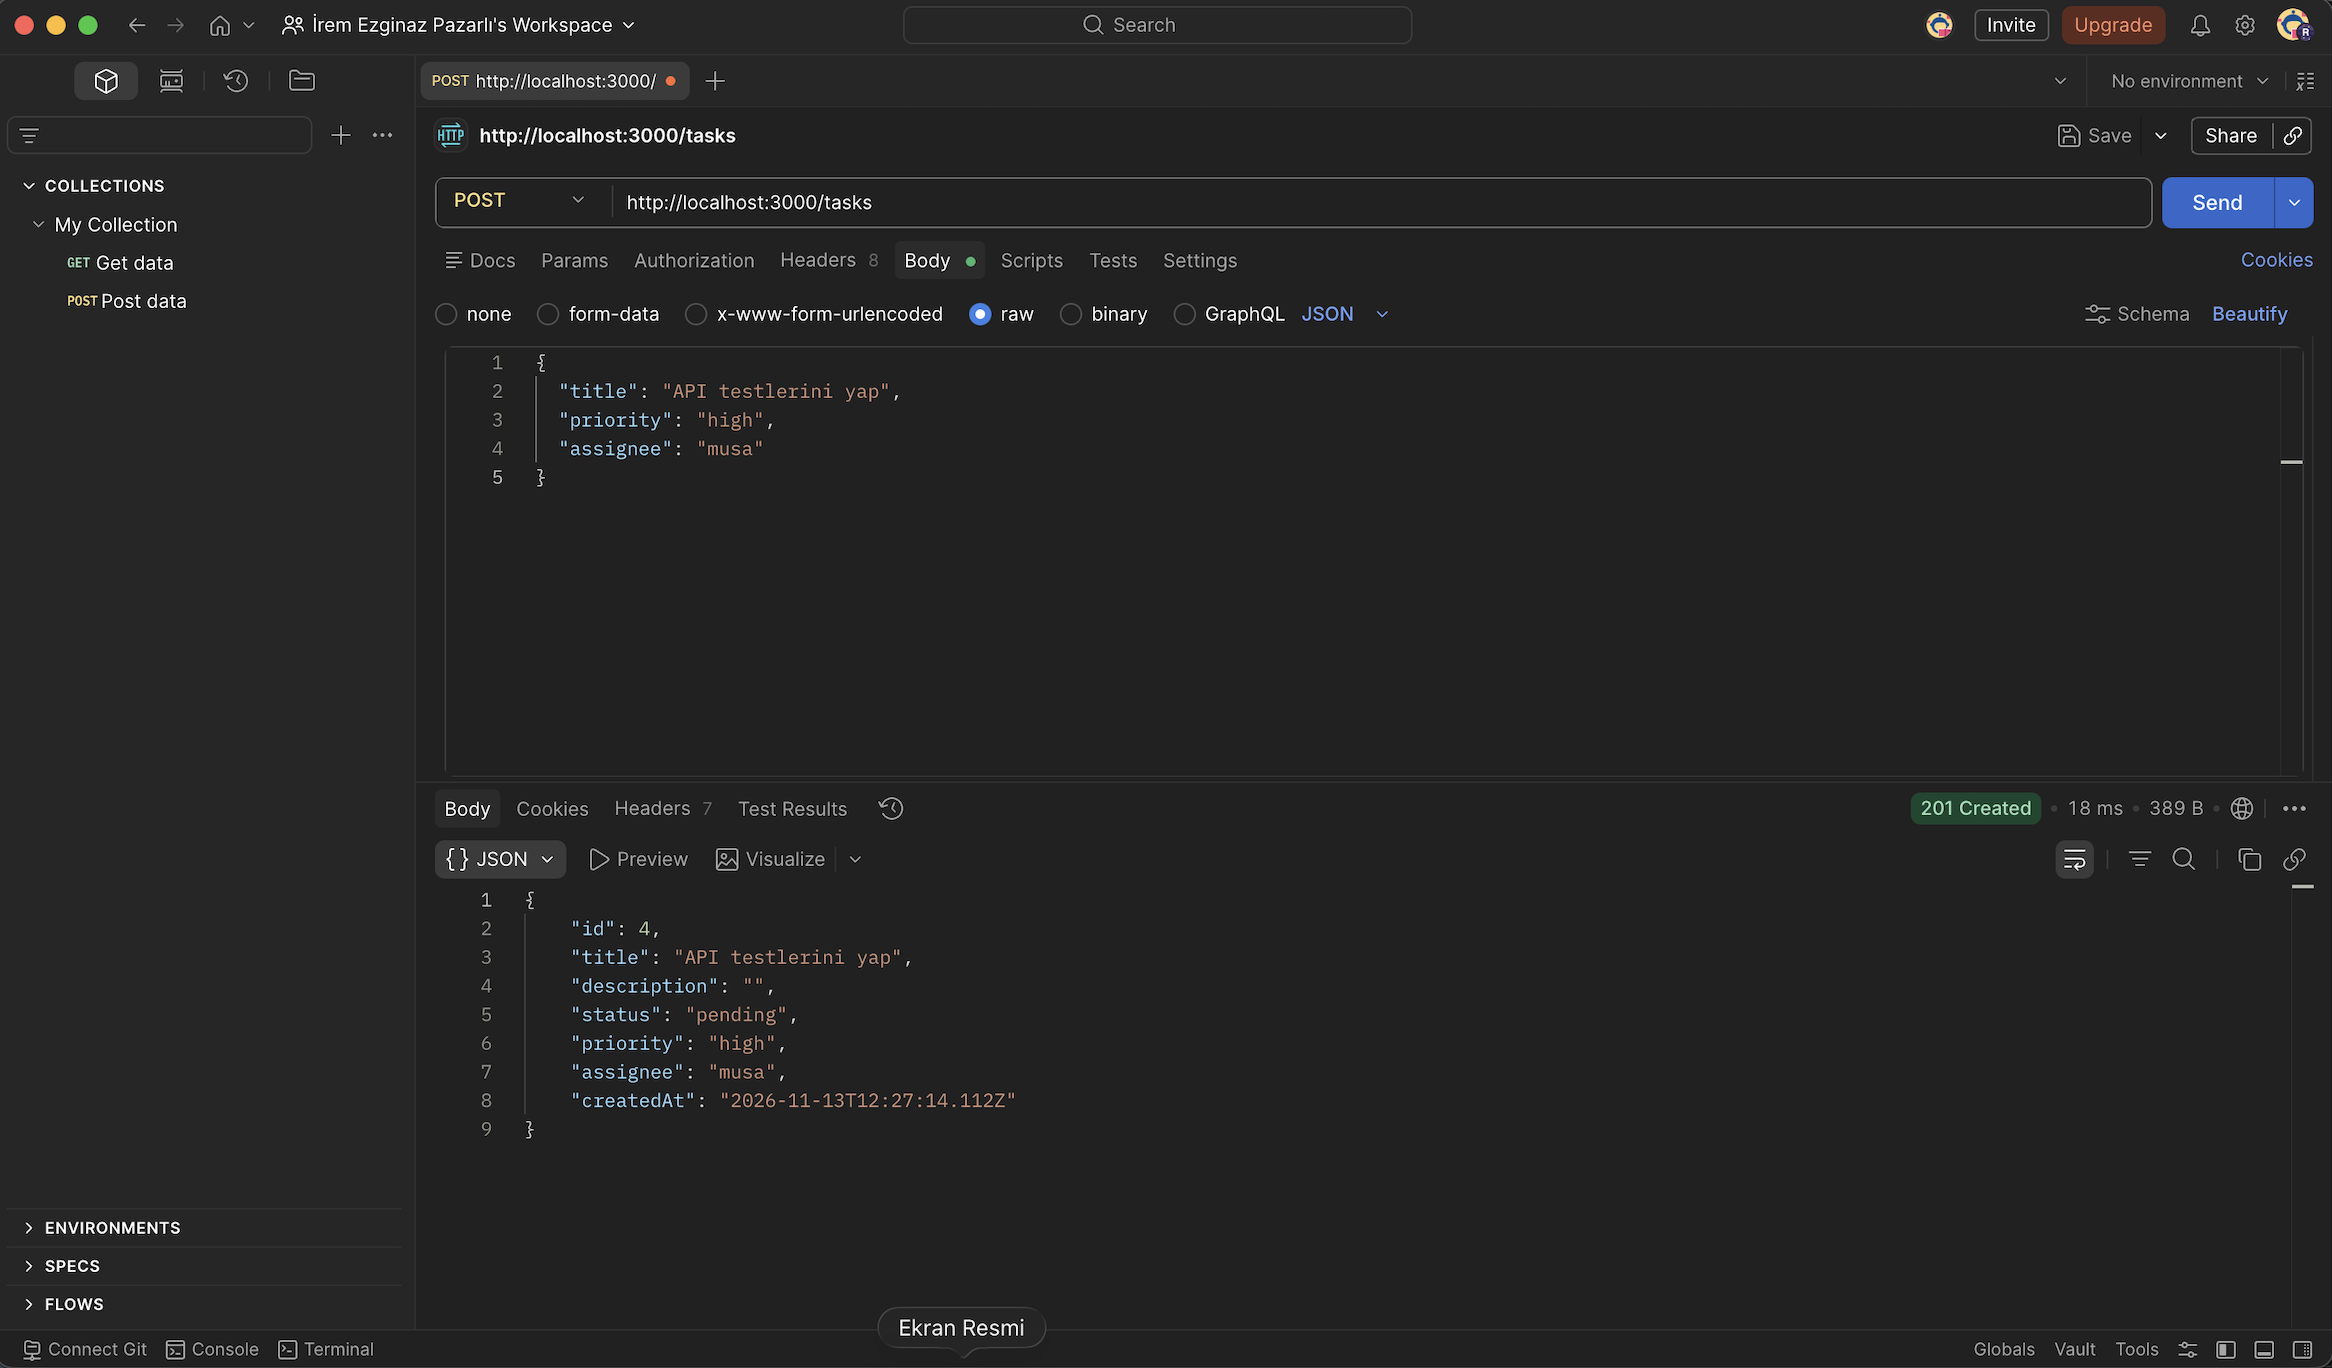 İrem Ezginaz Pazarlı's Workspace
Search
Invite
Upgrade
POST http://localhost:3000/
No environment
HTTP http://localhost:3000/tasks
Save
Share
COLLECTIONS
My Collection
GET Get data
POST Post data
POST http://localhost:3000/tasks
Send
Docs Params Authorization Headers 8 Body Scripts Tests Settings
Cookies
none form-data x-www-form-urlencoded raw binary GraphQL JSON
Schema Beautify
1 {
2 "title": "API testlerini yap",
3 "priority": "high",
4 "assignee": "musa"
5 }
Body Cookies Headers 7 Test Results
201 Created • 18 ms • 389 B •
{} JSON Preview Visualize
1 {
2 "id": 4,
3 "title": "API testlerini yap",
4 "description": "",
5 "status": "pending",
6 "priority": "high",
7 "assignee": "musa",
8 "createdAt": "2026-11-13T12:27:14.112Z"
9 }
ENVIRONMENTS
SPECS
FLOWS
Ekran Resmi
Connect Git Console Terminal
Globals Vault Tools